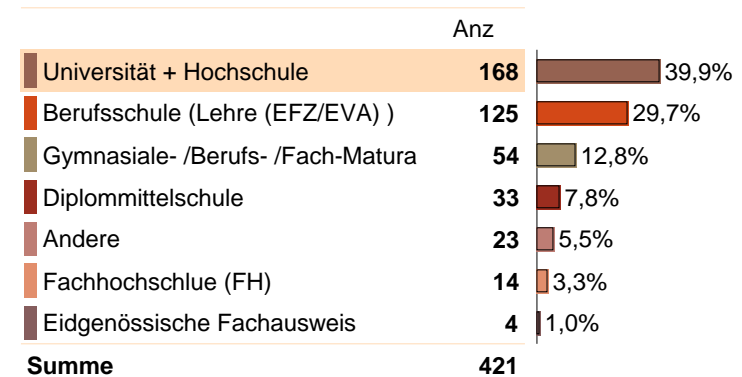 Anz
Universität + Hochschule 168 39,9%
Berufsschule (Lehre (EFZ/EVA) ) 125 29,7%
Gymnasiale- /Berufs- /Fach-Matura 54 12,8%
Diplommittelschule 33 7,8%
Andere 23 5,5%
Fachhochschlue (FH) 14 3,3%
Eidgenössische Fachausweis 4 1,0%
Summe 421